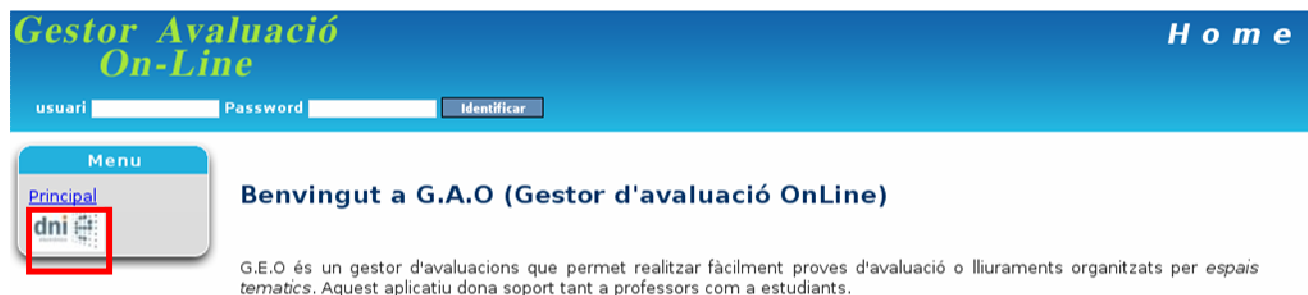 Gestor Avaluació
On-Line
Home
usuari Password Identificar
Menu
Principal
dni
Benvingut a G.A.O (Gestor d'avaluació OnLine)
G.E.O és un gestor d'avaluacions que permet realitzar fàcilment proves d'avaluació o lliuraments organitzats per espais
tematics. Aquest aplicatiu dona soport tant a professors com a estudiants.